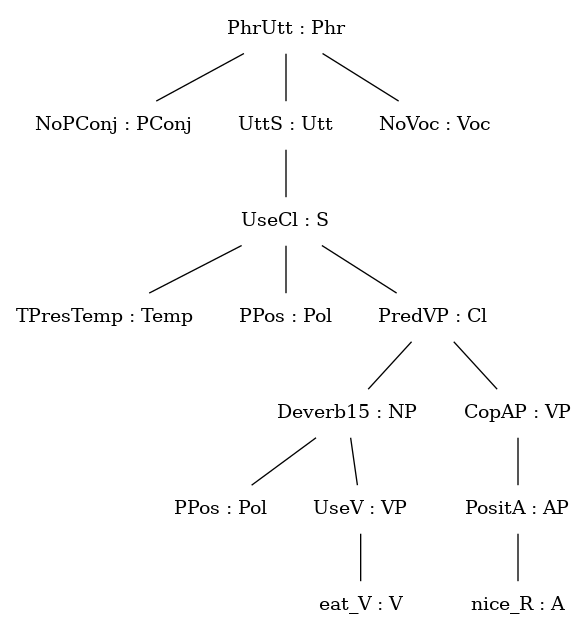 PhrUtt : Phr
NoPConj : PConj UttS : Utt NoVoc : Voc
UseCl : S
TPresTemp : Temp PPos : Pol PredVP : Cl
Deverb15 : NP CopAP : VP
PPos : Pol UseV : VP PositA : AP
eat_V : V nice_R : A